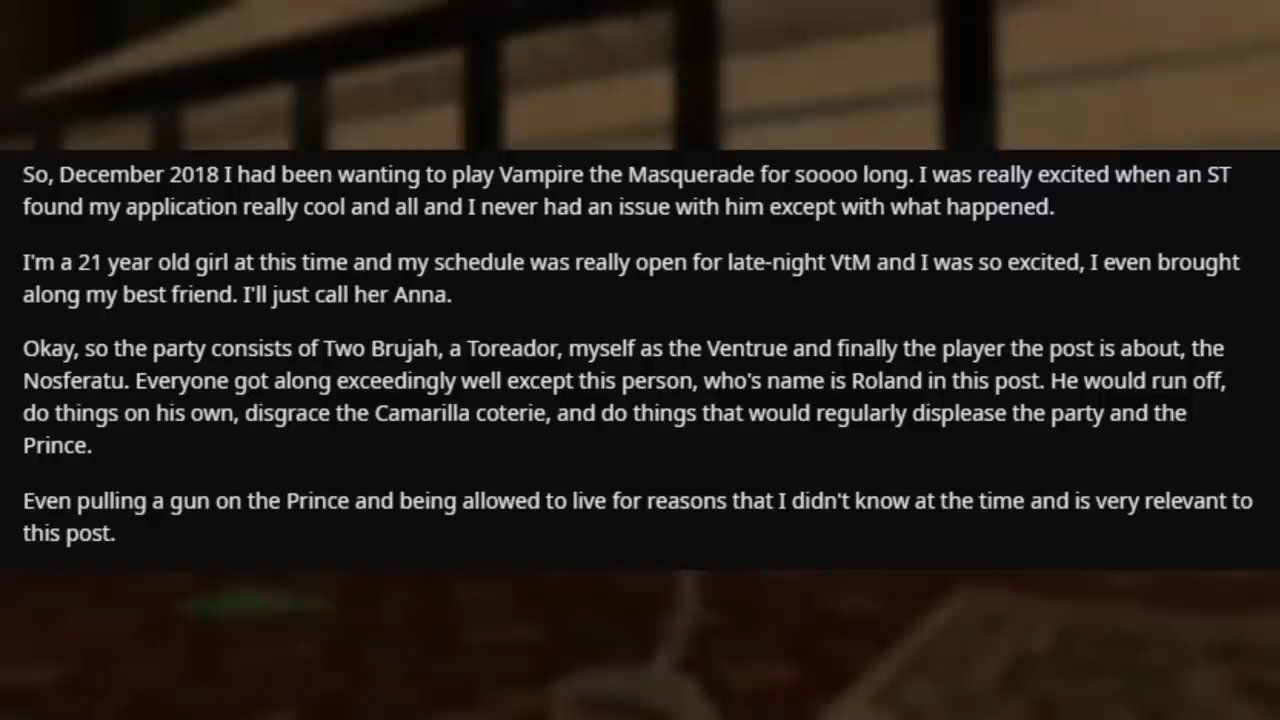 So, December 2018 I had been wanting to play Vampire the Masquerade for soooo long. I was really excited when an ST
found my application really cool and all and I never had an issue with him except with what happened.
I'm a 21 year old girl at this time and my schedule was really open for late-night VtM and I was so excited, I even brought
along my best friend. I'll just call her Anna.
Okay, so the party consists of Two Brujah, a Toreador, myself as the Ventrue and finally the player the post is about, the
Nosferatu. Everyone got along exceedingly well except this person, who's name is Roland in this post. He would run off,
do things on his own, disgrace the Camarilla coterie, and do things that would regularly displease the party and the
Prince.
Even pulling a gun on the Prince and being allowed to live for reasons that I didn't know at the time and is very relevant to
this post.